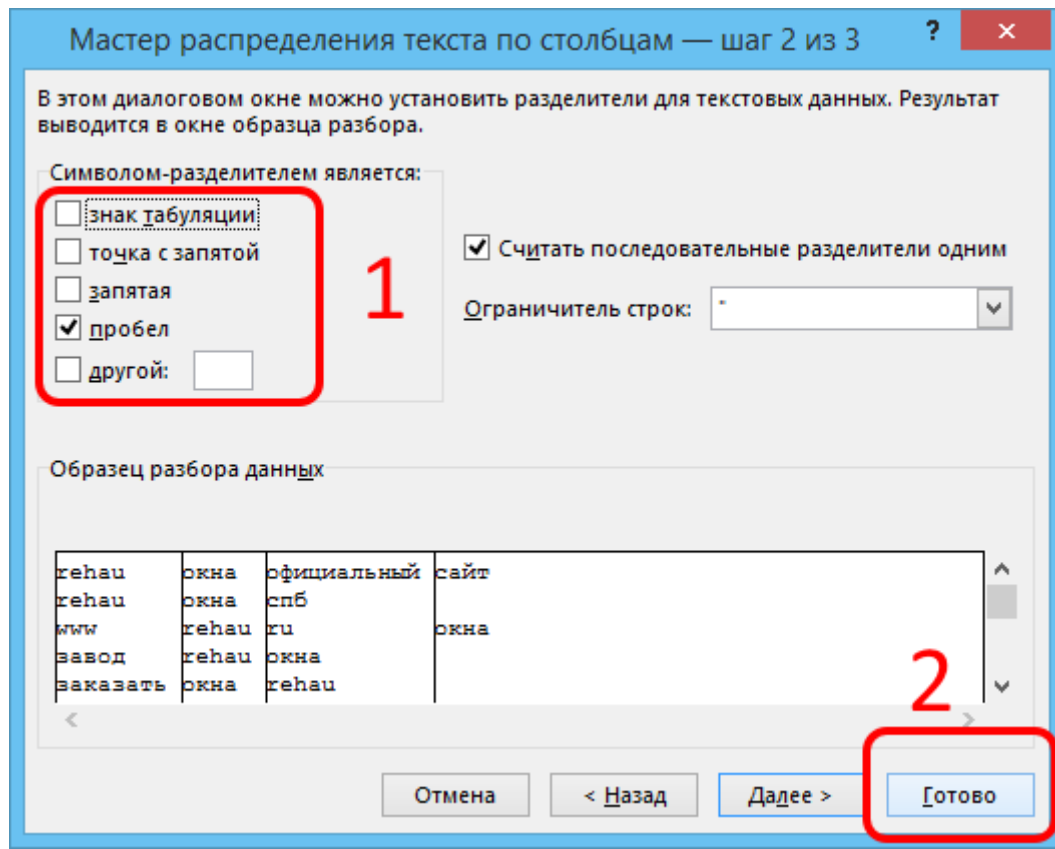 Мастер распределения текста по столбцам — шаг 2 из 3 ?
В этом диалоговом окне можно установить разделители для текстовых данных. Результат
выводится в окне образца разбора.
Символом-разделителем является:
знак табуляции
точка с запятой
запятая
пробел
другой:
1
Считать последовательные разделители одним
Ограничитель строк: "
Образец разбора данных
rehau окна официальный сайт
rehau окна спб
www rehau ru окна
завод rehau окна
заказать окна rehau
2
Отмена < Назад Далее > Готово